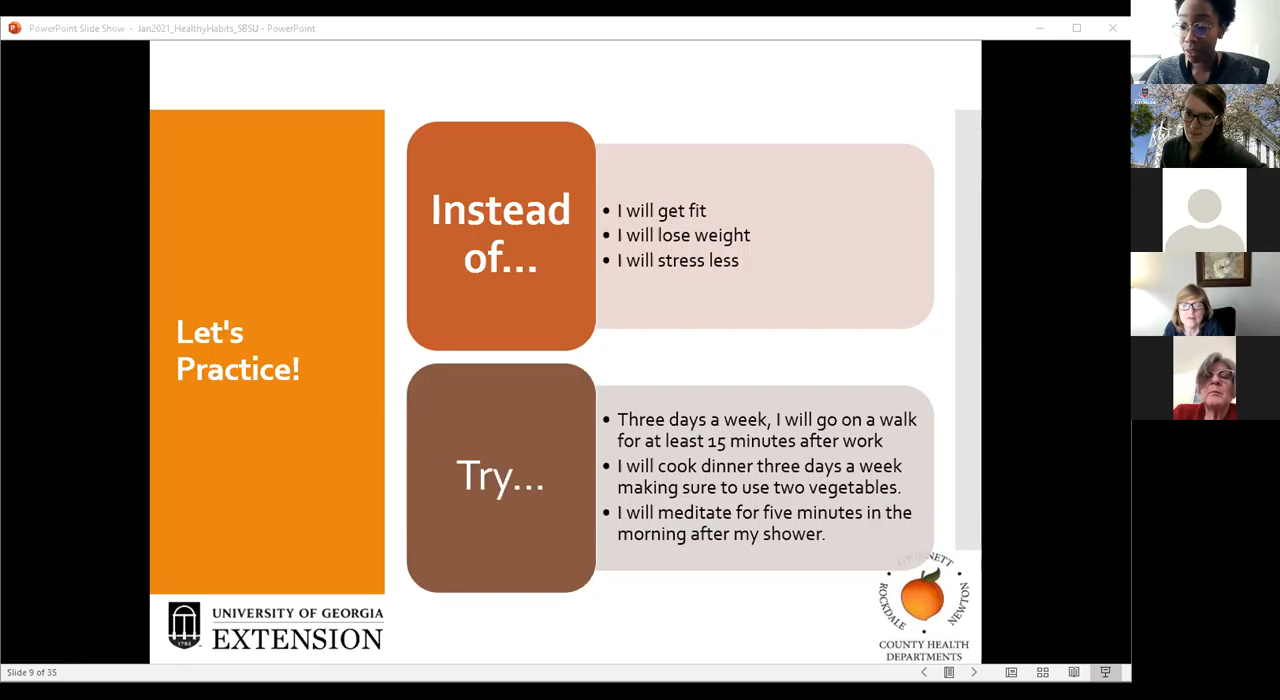 PowerPoint Slide Show - Jan2021_HealthyHabits_SBSU - PowerPoint
Let's
Practice!
Instead
of...
• I will get fit
• I will lose weight
• I will stress less
Try...
• Three days a week, I will go on a walk
for at least 15 minutes after work
• I will cook dinner three days a week
making sure to use two vegetables.
• I will meditate for five minutes in the
morning after my shower.
1785
UNIVERSITY OF GEORGIA
EXTENSION
GWINNETT
ROCKDALE
NEWTON
COUNTY HEALTH
DEPARTMENTS
Slide 9 of 35